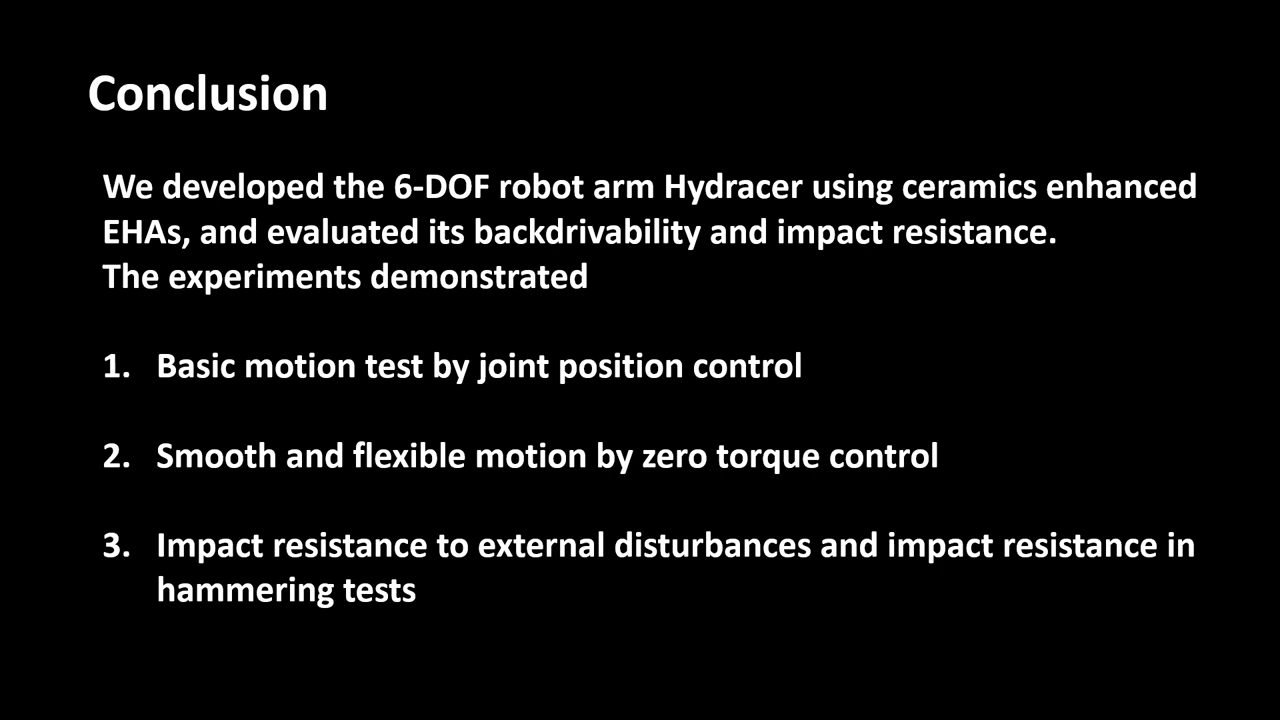 Conclusion
We developed the 6-DOF robot arm Hydracer using ceramics enhanced
EHAs, and evaluated its backdrivability and impact resistance.
The experiments demonstrated
1. Basic motion test by joint position control
2. Smooth and flexible motion by zero torque control
3. Impact resistance to external disturbances and impact resistance in
hammering tests